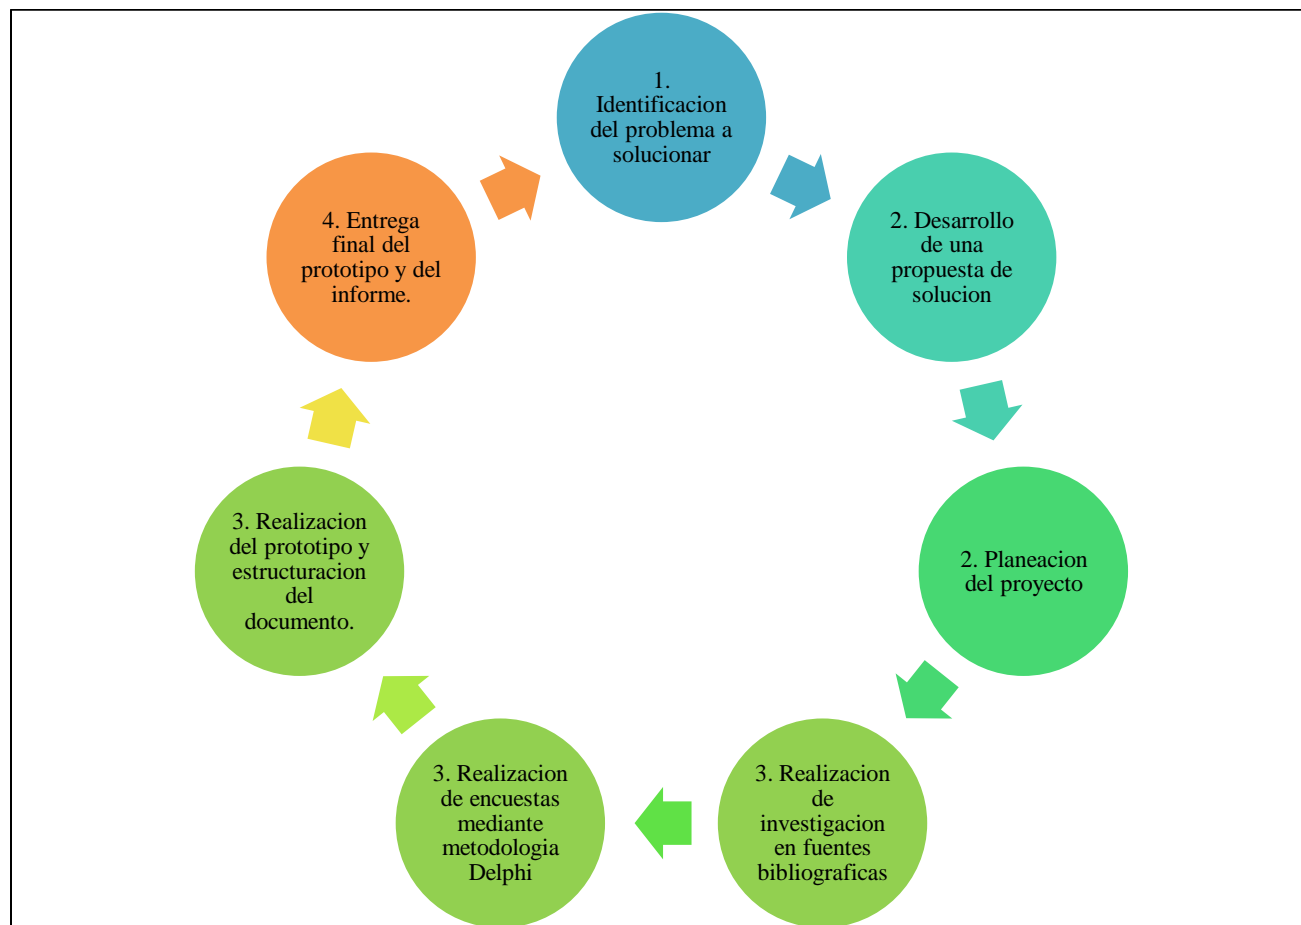 1.
Identificacion
del problema a
solucionar
2. Desarrollo
de una
propuesta de
solucion
2. Planeacion
del proyecto
3. Realizacion
de
investigacion
en fuentes
bibliograficas
3. Realizacion
de encuestas
mediante
metodologia
Delphi
3. Realizacion
del prototipo y
estructuracion
del
documento.
4. Entrega
final del
prototipo y del
informe.